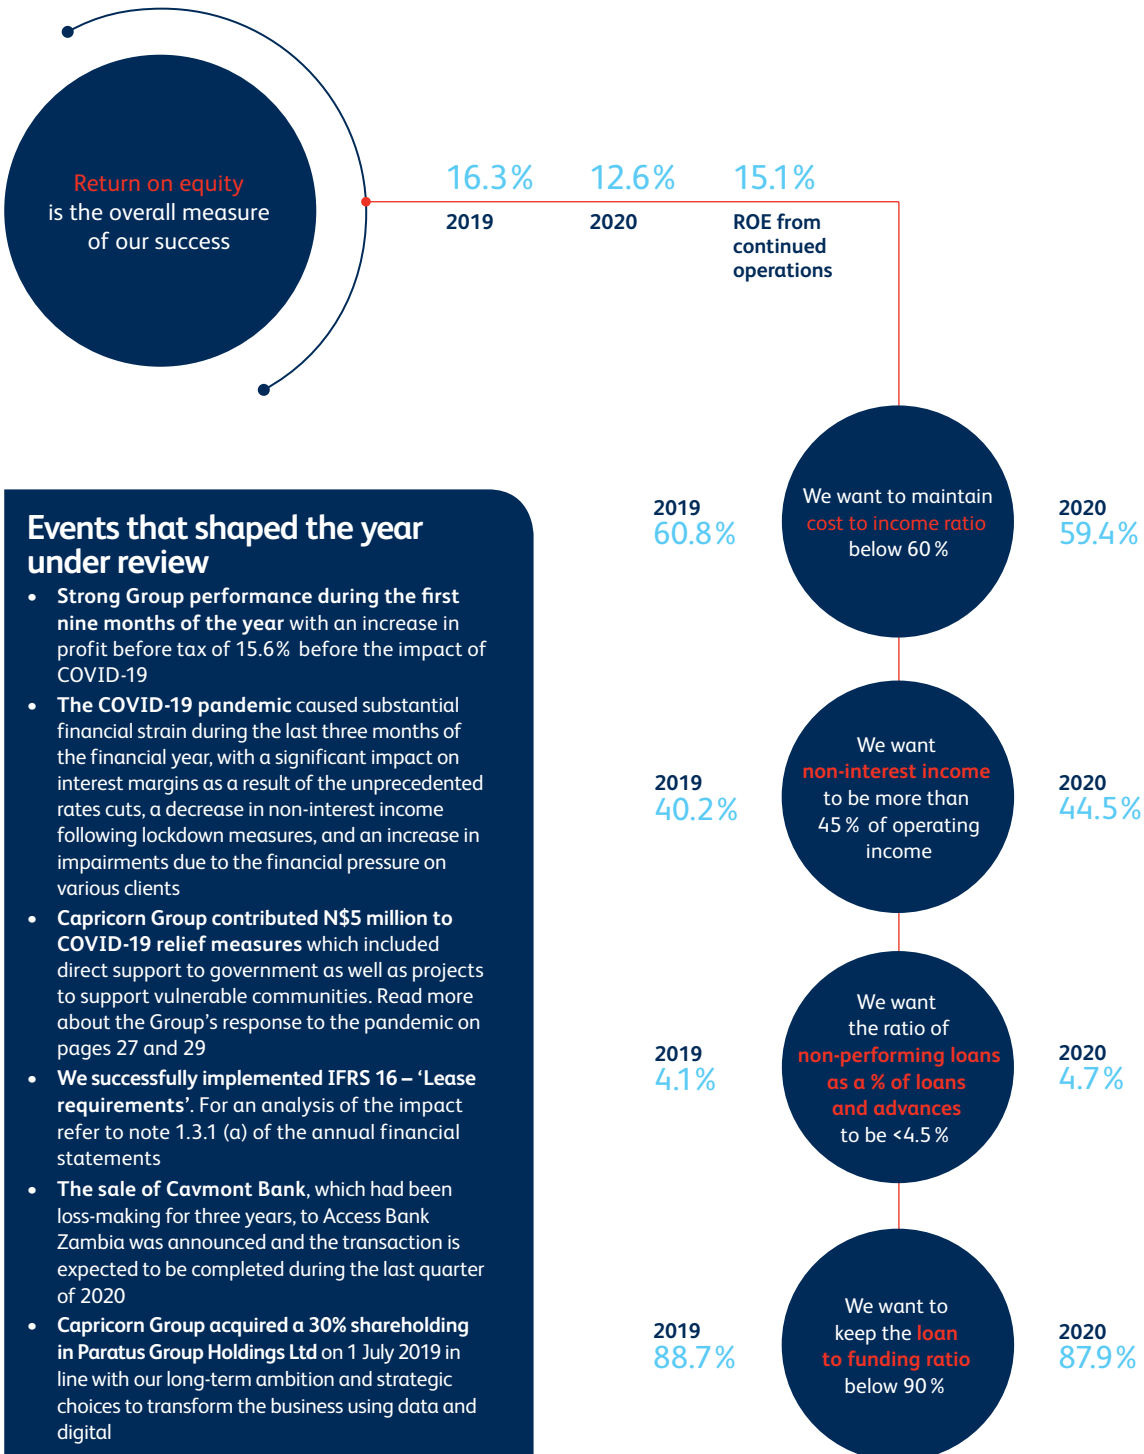 Return on equity
is the overall measure
of our success
16.3%
2019
12.6%
2020
15.1%
ROE from
continued
operations
Events that shaped the year
under review
• Strong Group performance during the first
nine months of the year with an increase in
profit before tax of 15.6% before the impact of
COVID-19
• The COVID-19 pandemic caused substantial
financial strain during the last three months of
the financial year, with a significant impact on
interest margins as a result of the unprecedented
rates cuts, a decrease in non-interest income
following lockdown measures, and an increase in
impairments due to the financial pressure on
various clients
• Capricorn Group contributed N$5 million to
COVID-19 relief measures which included
direct support to government as well as projects
to support vulnerable communities. Read more
about the Group’s response to the pandemic on
pages 27 and 29
• We successfully implemented IFRS 16 – ‘Lease
requirements’. For an analysis of the impact
refer to note 1.3.1 (a) of the annual financial
statements
• The sale of Cavmont Bank, which had been
loss-making for three years, to Access Bank
Zambia was announced and the transaction is
expected to be completed during the last quarter
of 2020
• Capricorn Group acquired a 30% shareholding
in Paratus Group Holdings Ltd on 1 July 2019 in
line with our long-term ambition and strategic
choices to transform the business using data and
digital
2019
60.8%
We want to maintain
cost to income ratio
below 60%
2020
59.4%
2019
40.2%
We want
non-interest income
to be more than
45% of operating
income
2020
44.5%
2019
4.1%
We want
the ratio of
non-performing loans
as a % of loans
and advances
to be <4.5%
2020
4.7%
2019
88.7%
We want to
keep the loan
to funding ratio
below 90%
2020
87.9%